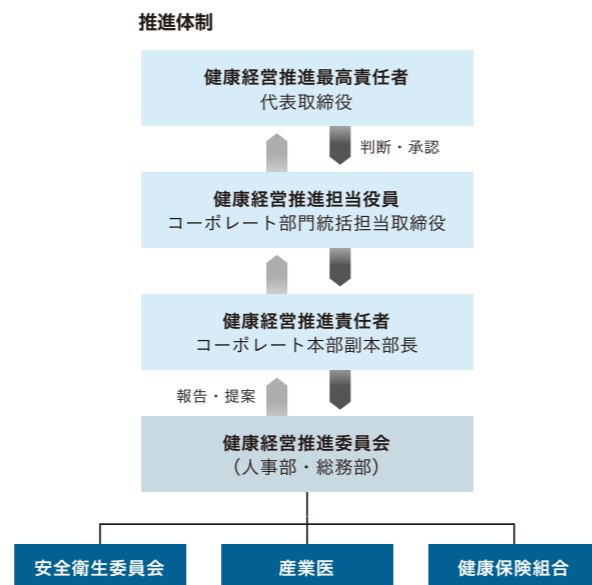 推進体制
健康経営推進最高責任者
代表取締役
判断・承認
健康経営推進担当役員
コーポレート部門統括担当取締役
健康経営推進責任者
コーポレート本部副本部長
報告・提案
健康経営推進委員会
（人事部・総務部）
安全衛生委員会
産業医
健康保険組合